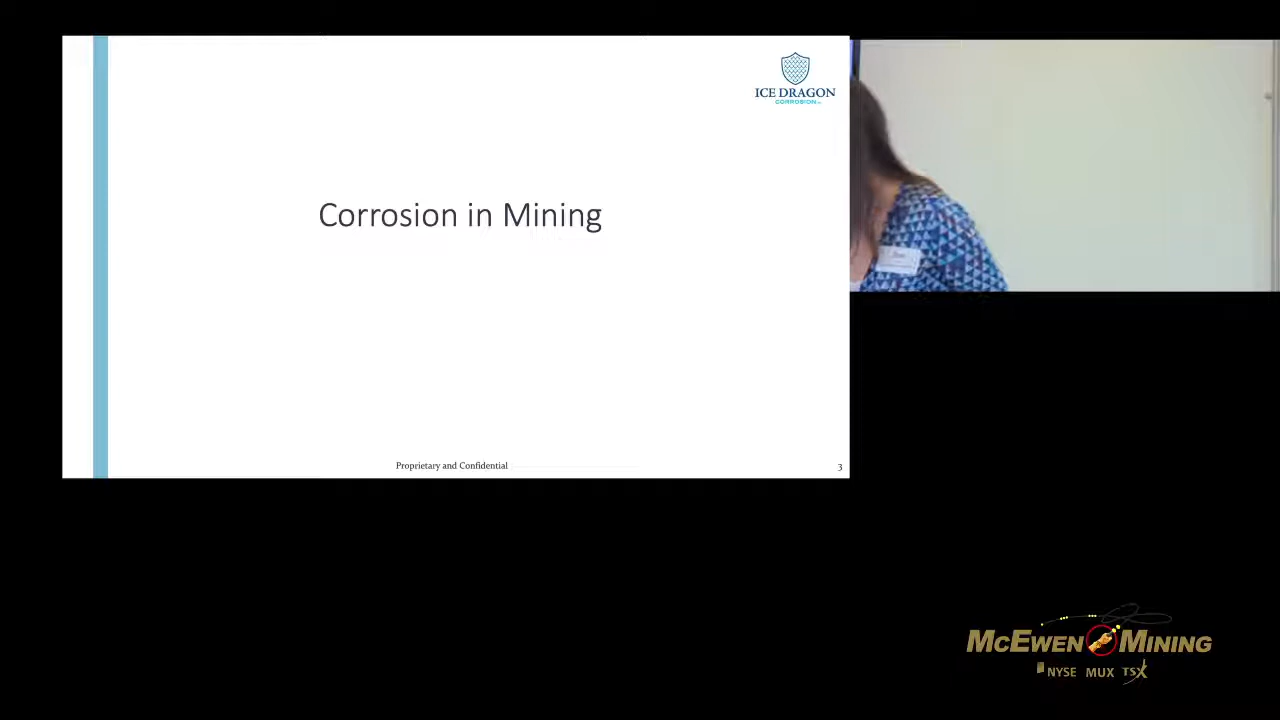 ICE DRAGON
CORROSION
Corrosion in Mining
Proprietary and Confidential
3
MCEWEN MINING
NYSE MUX TSX